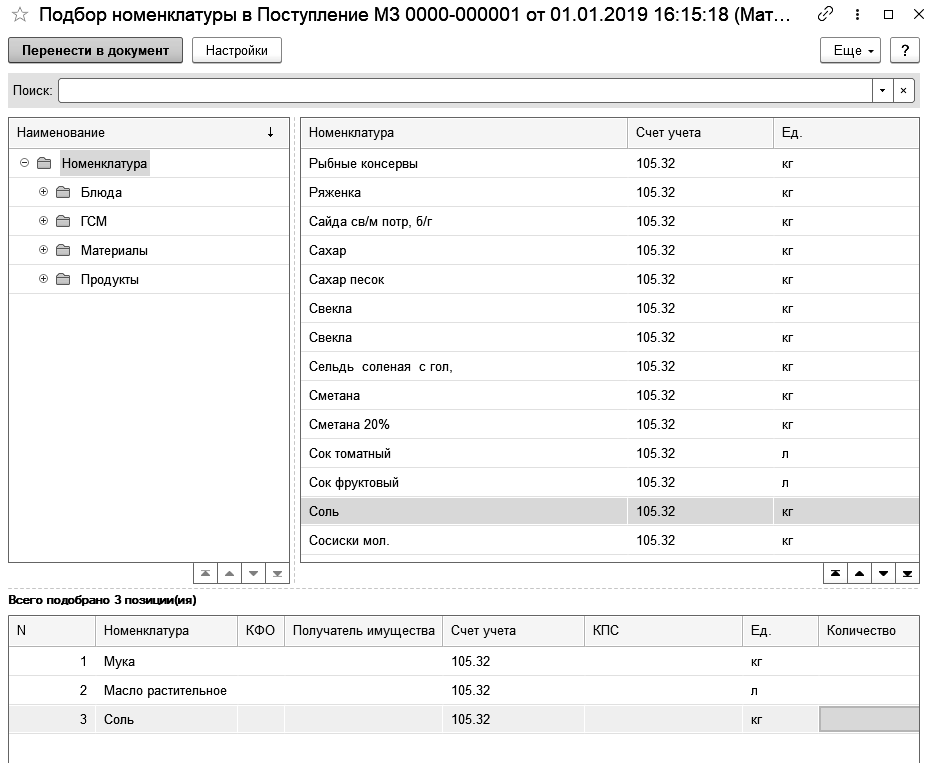 Подбор номенклатуры в Поступление МЗ 0000-000001 от 01.01.2019 16:15:18 (Мат...
Перенести в документ Настройки Еще ?
Поиск:
Наименование
Номенклатура
Блюда
ГСМ
Материалы
Продукты
Номенклатура Счет учета Ед.
Рыбные консервы 105.32 кг
Ряженка 105.32 кг
Сайда св/м потр, б/г 105.32 кг
Сахар 105.32 кг
Сахар песок 105.32 кг
Свекла 105.32 кг
Свекла 105.32 кг
Сельдь соленая с гол, 105.32 кг
Сметана 105.32 кг
Сметана 20% 105.32 кг
Сок томатный 105.32 л
Сок фруктовый 105.32 л
Соль 105.32 кг
Сосиски мол. 105.32 кг
Всего подобрано 3 позиции(ия)
N Номенклатура КФО Получатель имущества Счет учета КПС Ед. Количество
1 Мука 105.32 кг
2 Масло растительное 105.32 л
3 Соль 105.32 кг